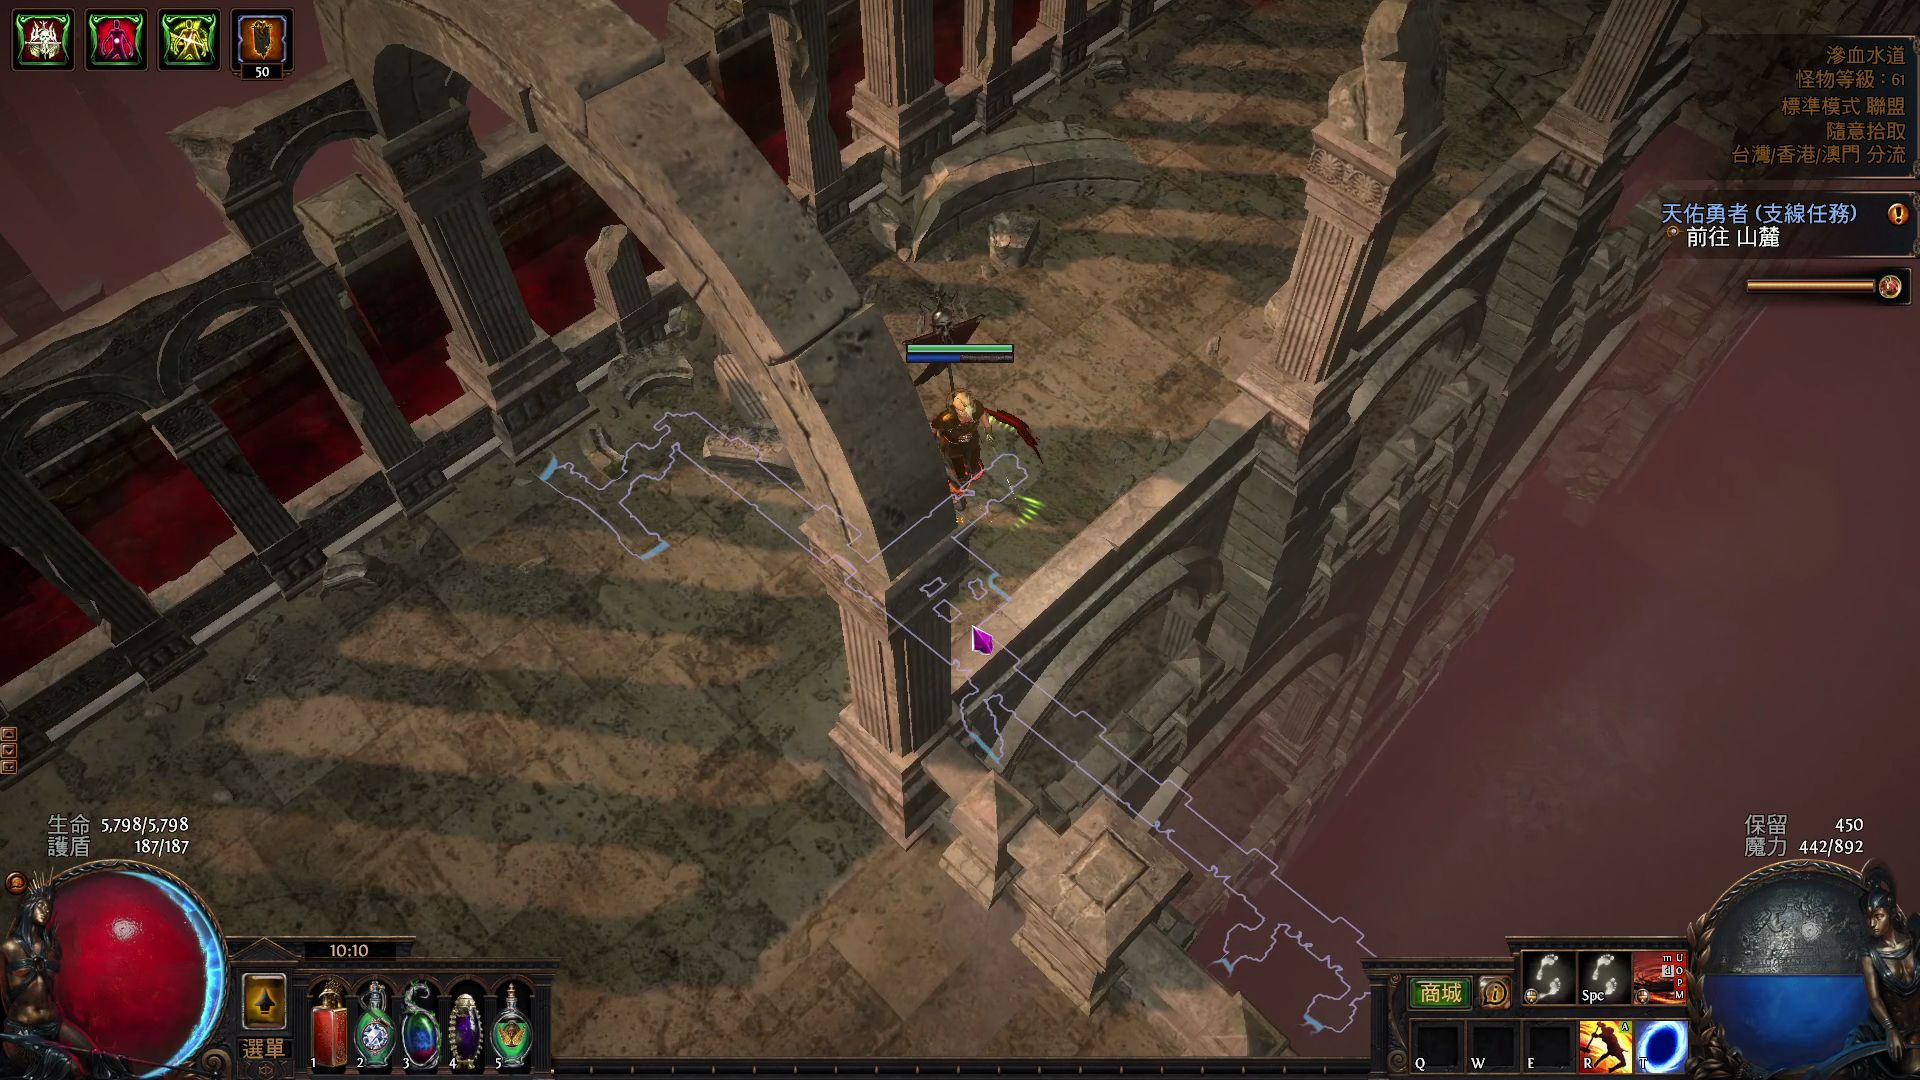 50
滲血水道
怪物等級：61
標準模式 聯盟
隨意拾取
台灣/香港/澳門 分流
天佑勇者 (支線任務)
前往 山麓
生命 5,798/5,798
護盾 187/187
保留 450
魔力 442/892
10:10
選單
1 2 3 4 5
商城
Spc
m U
d O
P
M
Q W E R A T